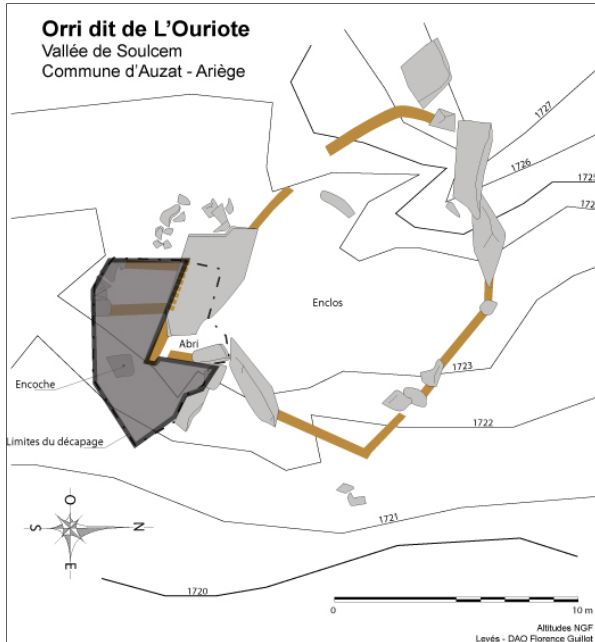 Orri dit de L'Ouriote
Vallée de Soulcem
Commune d'Auzat - Ariège
1727
1726
1725
172
Enclos
Abri
Encoche
1723
Limites du décapage
1722
1721
O
S
N
E
1720
0
10 m
Altitudes NGF
Levés - DAO Florence Guillot